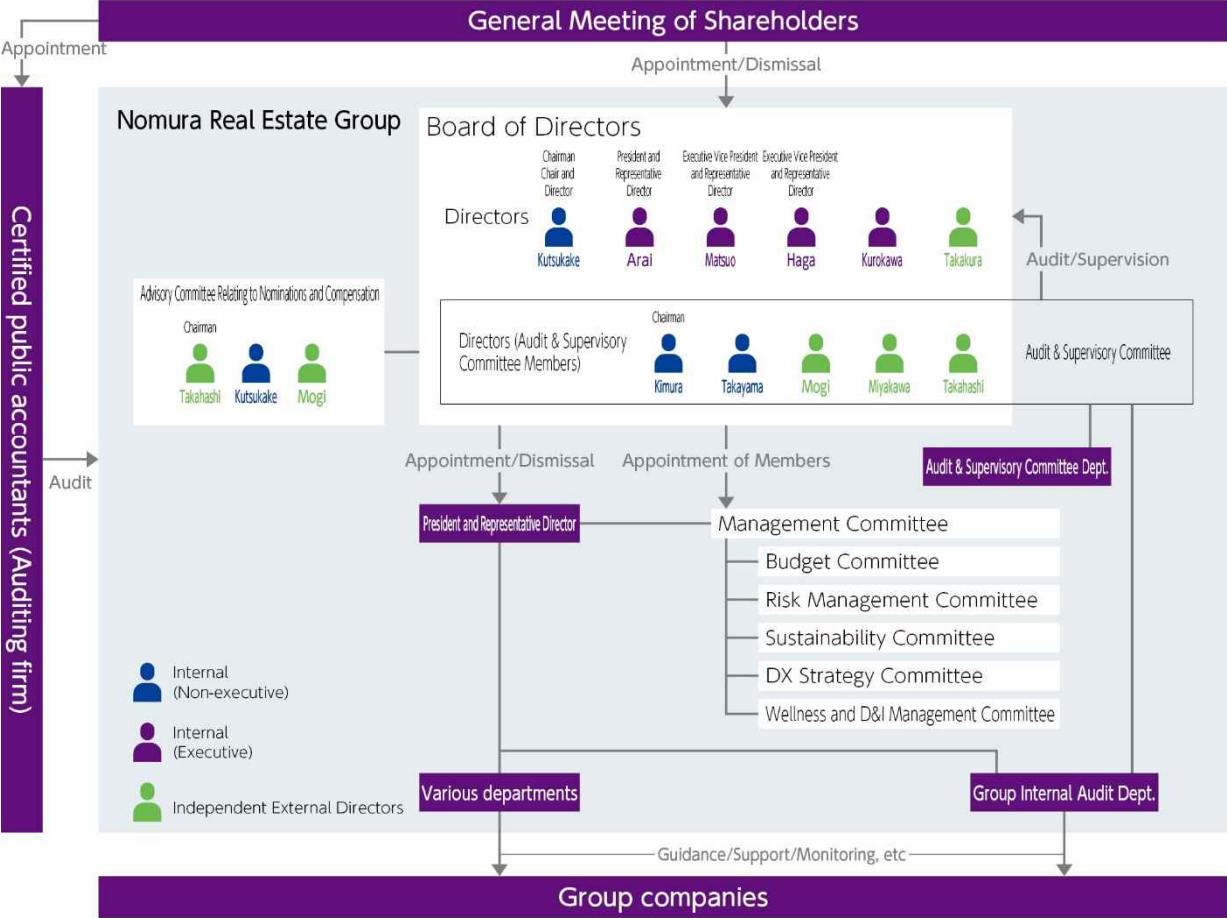 General Meeting of Shareholders
Appointment
Appointment/Dismissal
Certified public accountants (Auditing firm)
Nomura Real Estate Group
Board of Directors
Chairman
Chair and
Director
President and
Representative
Director
Executive Vice President
and Representative
Director
Executive Vice President
and Representative
Director
Directors
Kutsukake
Arai
Matsuo
Haga
Kurokawa
Takakura
Audit/Supervision
Advisory Committee Relating to Nominations and Compensation
Chairman
Takahashi
Kutsukake
Mogi
Directors (Audit & Supervisory
Committee Members)
Chairman
Kimura
Takayama
Mogi
Miyakawa
Takahashi
Audit & Supervisory Committee
Audit
Appointment/Dismissal
Appointment of Members
Audit & Supervisory Committee Dept.
President and Representative Director
Management Committee
Budget Committee
Risk Management Committee
Sustainability Committee
DX Strategy Committee
Wellness and D&I Management Committee
Internal
(Non-executive)
Internal
(Executive)
Independent External Directors
Various departments
Group Internal Audit Dept.
Guidance/Support/Monitoring, etc
Group companies